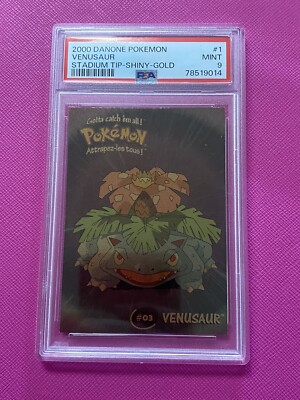 2000 DANONE POKEMON #1
VENUSAUR MINT
STADIUM TIP-SHINY-GOLD 9
PSA 78519014
Gotta catch 'em all!
POKéMON
Attrapez-les tous!
#03 VENUSAUR™